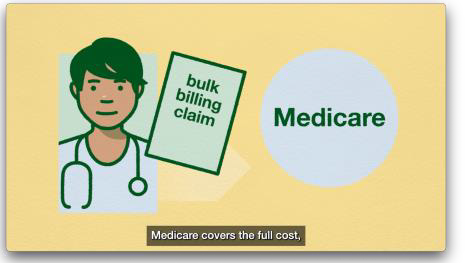 bulk
billing
claim
Medicare
Medicare covers the full cost,